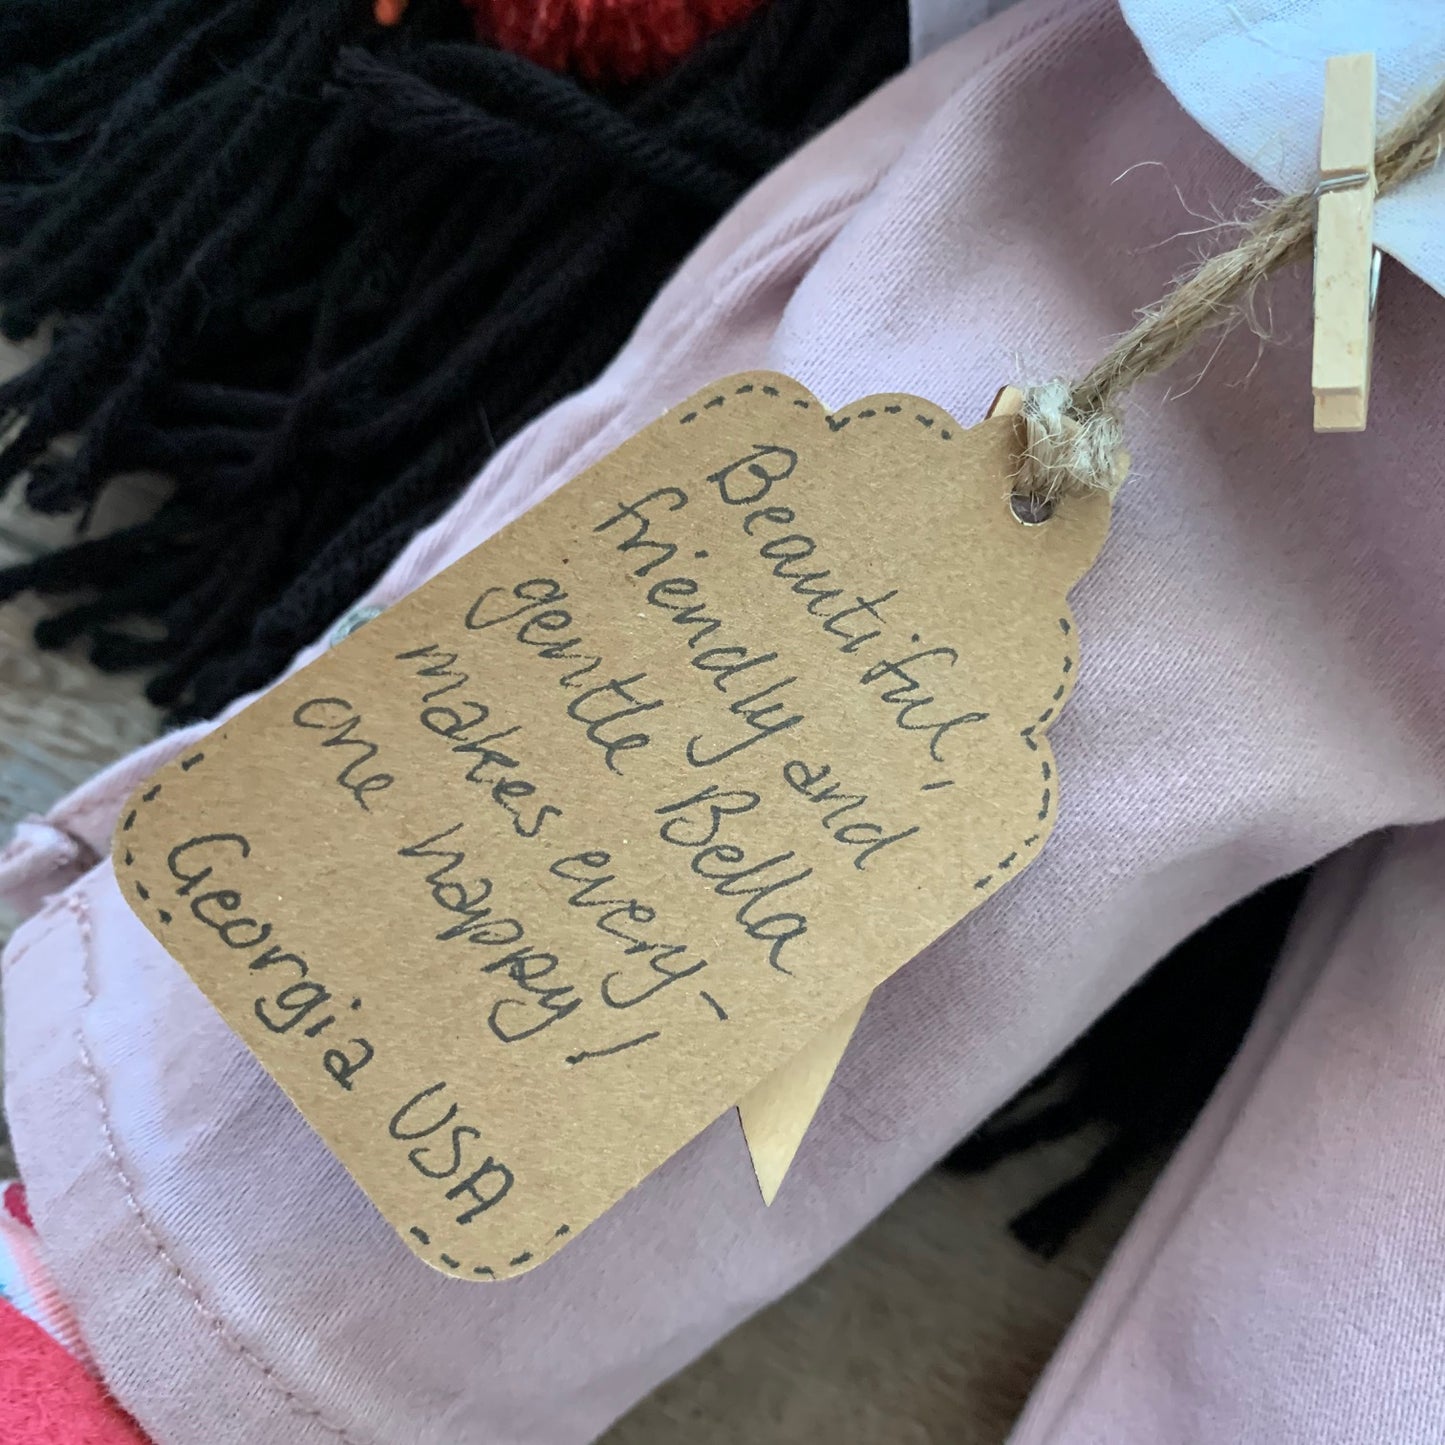 Beautiful,
friendly and
gentle Bella
makes every-
one happy!
Georgia USA